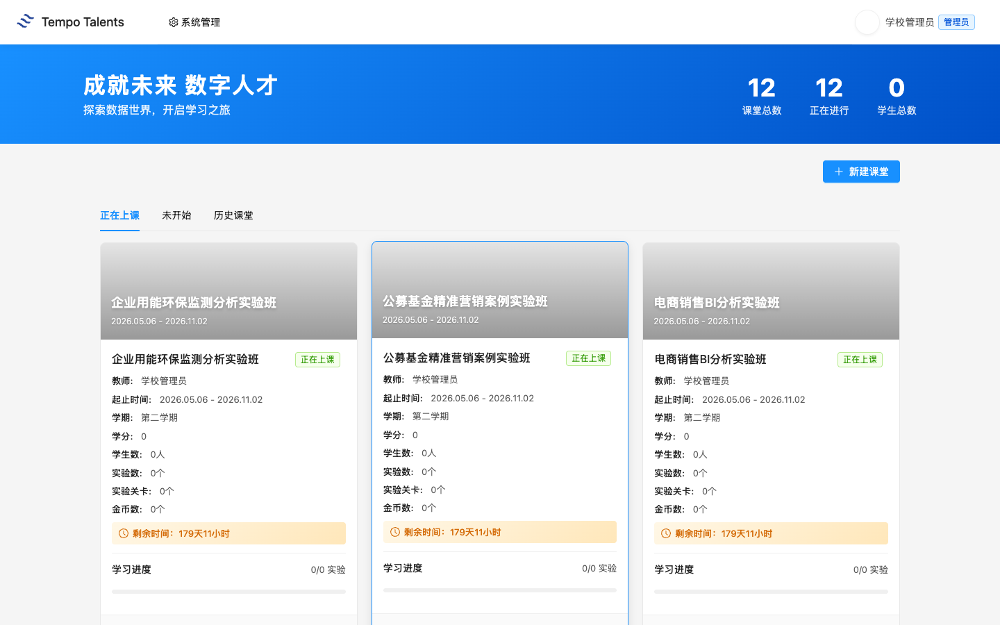 Tempo Talents
系统管理
学校管理员 管理员
成就未来 数字人才
探索数据世界，开启学习之旅
12
课堂总数
12
正在进行
0
学生总数
新建课堂
正在上课
未开始
历史课堂
企业用能环保监测分析实验班
2026.05.06 - 2026.11.02
企业用能环保监测分析实验班 正在上课
教师： 学校管理员
起止时间： 2026.05.06 - 2026.11.02
学期： 第二学期
学分： 0
学生数： 0人
实验数： 0个
实验关卡： 0个
金币数： 0个
剩余时间：179天11小时
学习进度 0/0 实验
公募基金精准营销案例实验班
2026.05.06 - 2026.11.02
公募基金精准营销案例实验班 正在上课
教师： 学校管理员
起止时间： 2026.05.06 - 2026.11.02
学期： 第二学期
学分： 0
学生数： 0人
实验数： 0个
实验关卡： 0个
金币数： 0个
剩余时间：179天11小时
学习进度 0/0 实验
电商销售BI分析实验班
2026.05.06 - 2026.11.02
电商销售BI分析实验班 正在上课
教师： 学校管理员
起止时间： 2026.05.06 - 2026.11.02
学期： 第二学期
学分： 0
学生数： 0人
实验数： 0个
实验关卡： 0个
金币数： 0个
剩余时间：179天11小时
学习进度 0/0 实验